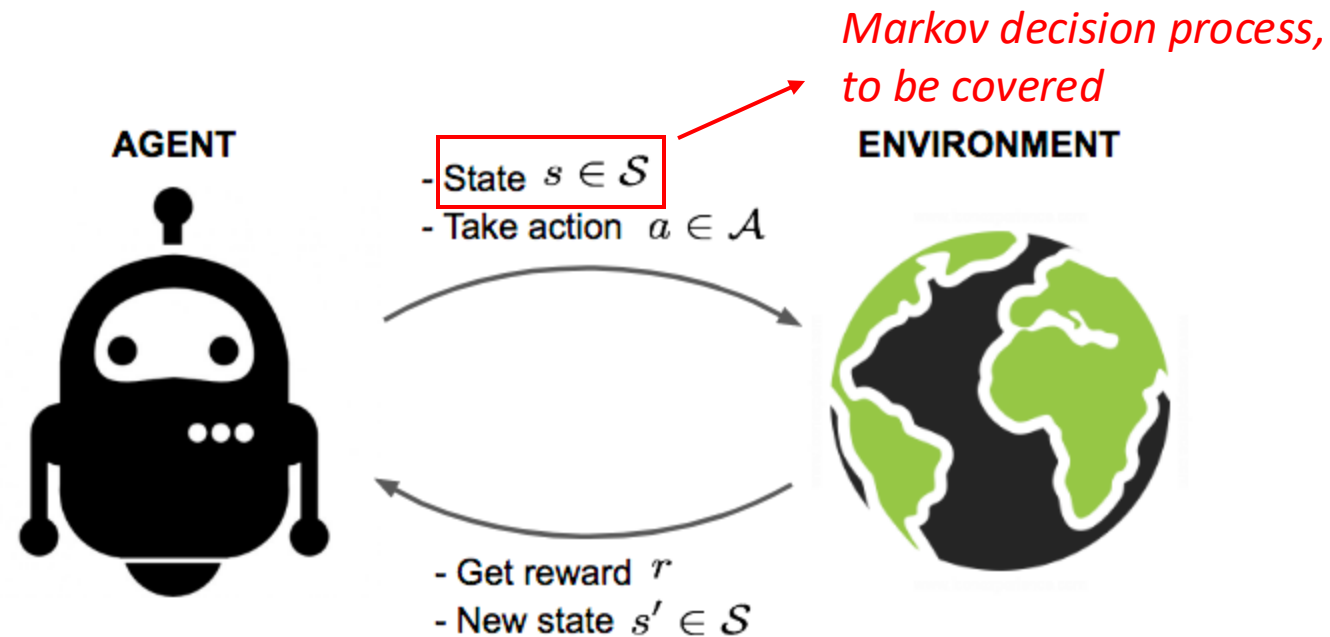 Markov decision process,
to be covered
AGENT
ENVIRONMENT
- State s ∈ 𝒮
- Take action a ∈ 𝒜
- Get reward r
- New state s′ ∈ 𝒮